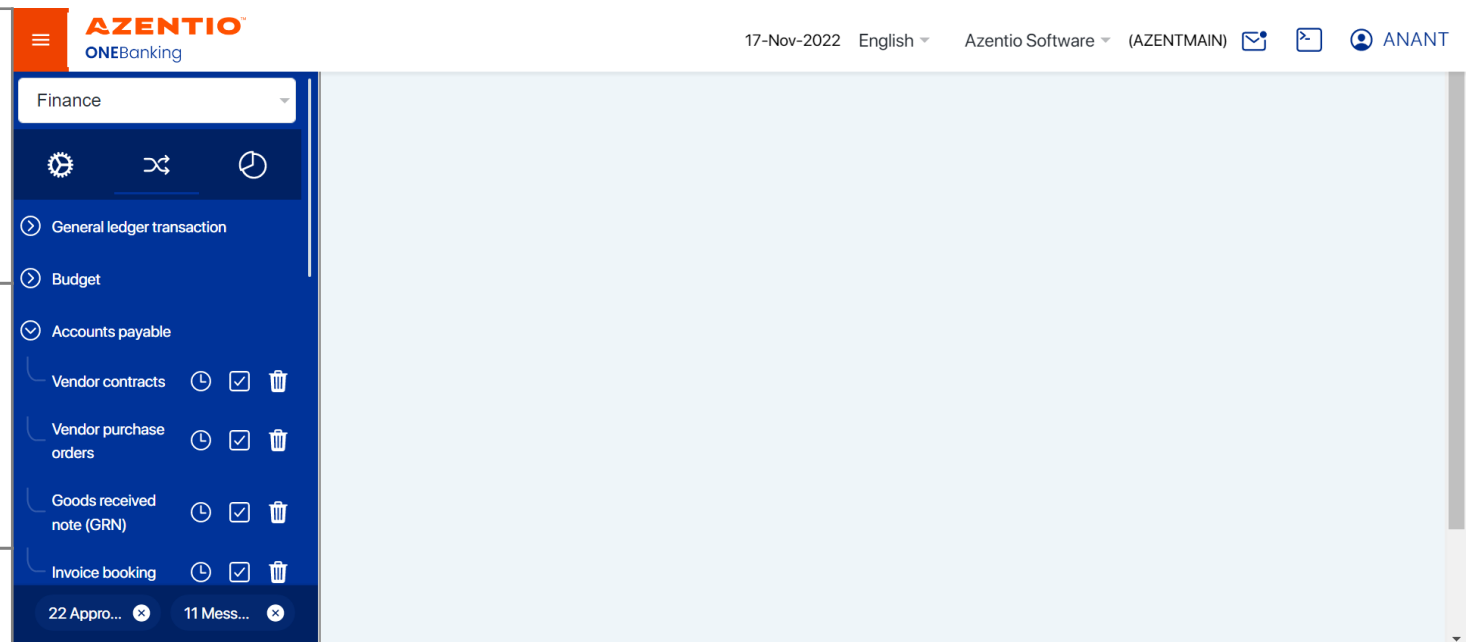 AZENTIO™
ONEBanking
17-Nov-2022 English Azentio Software (AZENTMAIN) ANANT
Finance
General ledger transaction
Budget
Accounts payable
Vendor contracts
Vendor purchase
orders
Goods received
note (GRN)
Invoice booking
22 Appro... 11 Mess...